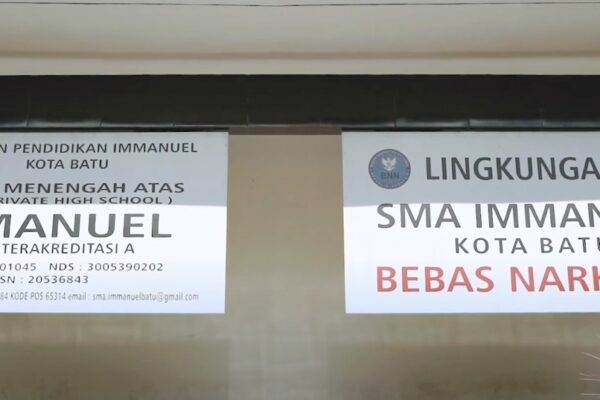 N PENDIDIKAN IMMANUEL
KOTA BATU
MENENGAH ATAS
RIVATE HIGH SCHOOL )
MANUEL
TERAKREDITASI A
01045 NDS : 3005390202
SN : 20536843
84 KODE POS 65314 email : sma.immanuelbatu@gmail.com
BNN
LINGKUNGA
SMA IMMAN
KOTA BATU
BEBAS NARK